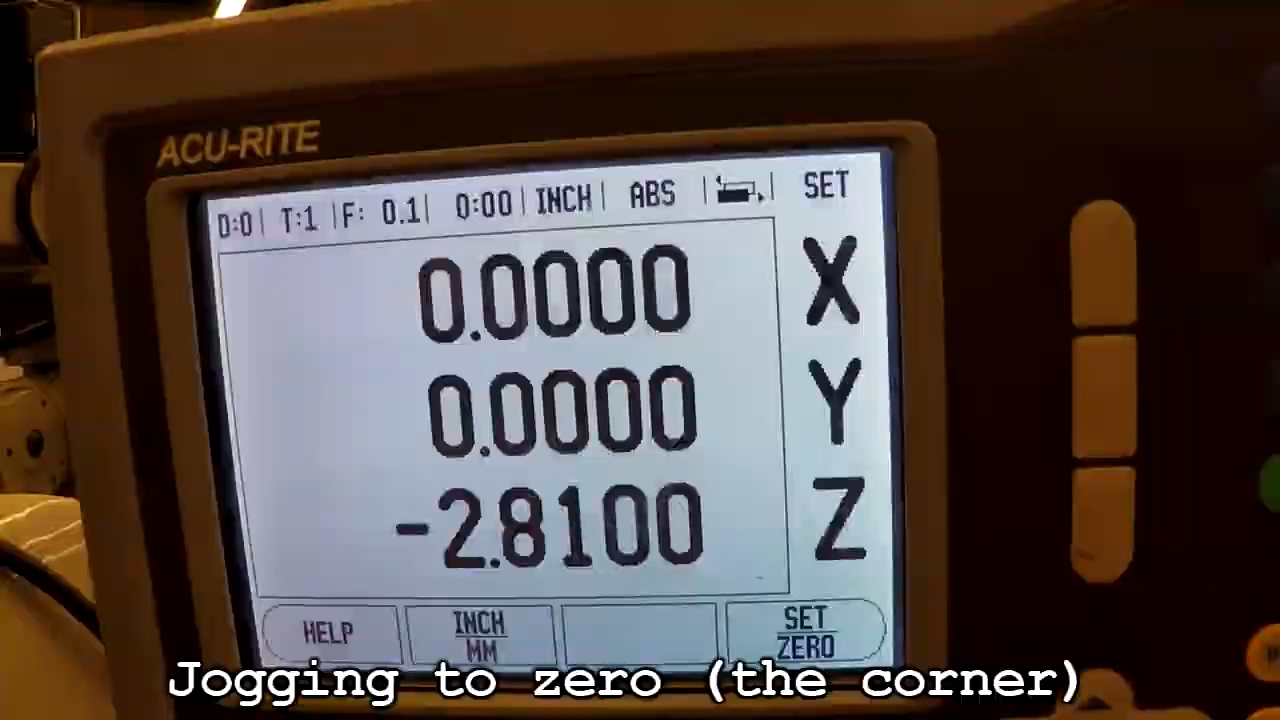 ACU-RITE
D:0 T:1 F: 0.1 0:00 INCH ABS SET
0.0000 X
0.0000 Y
-2.8100 Z
HELP INCH MM SET ZERO
Jogging to zero (the corner)